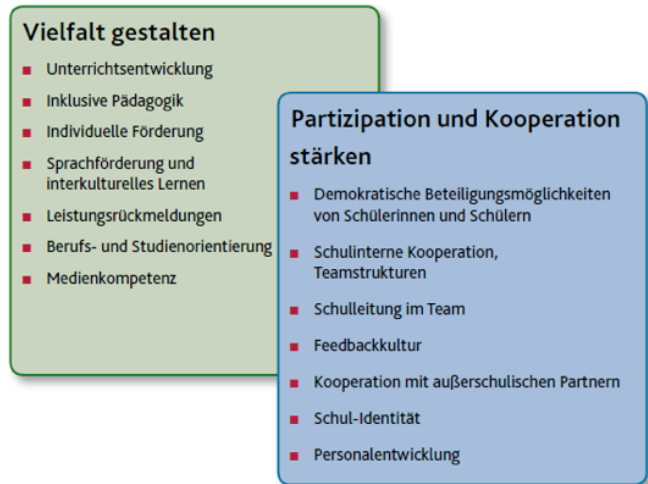 Vielfalt gestalten
■ Unterrichtsentwicklung
■ Inklusive Pädagogik
■ Individuelle Förderung
■ Sprachförderung und
interkulturelles Lernen
■ Leistungsrückmeldungen
■ Berufs- und Studienorientierung
■ Medienkompetenz
Partizipation und Kooperation
stärken
■ Demokratische Beteiligungsmöglichkeiten
von Schülerinnen und Schülern
■ Schulinterne Kooperation,
Teamstrukturen
■ Schulleitung im Team
■ Feedbackkultur
■ Kooperation mit außerschulischen Partnern
■ Schul-Identität
■ Personalentwicklung